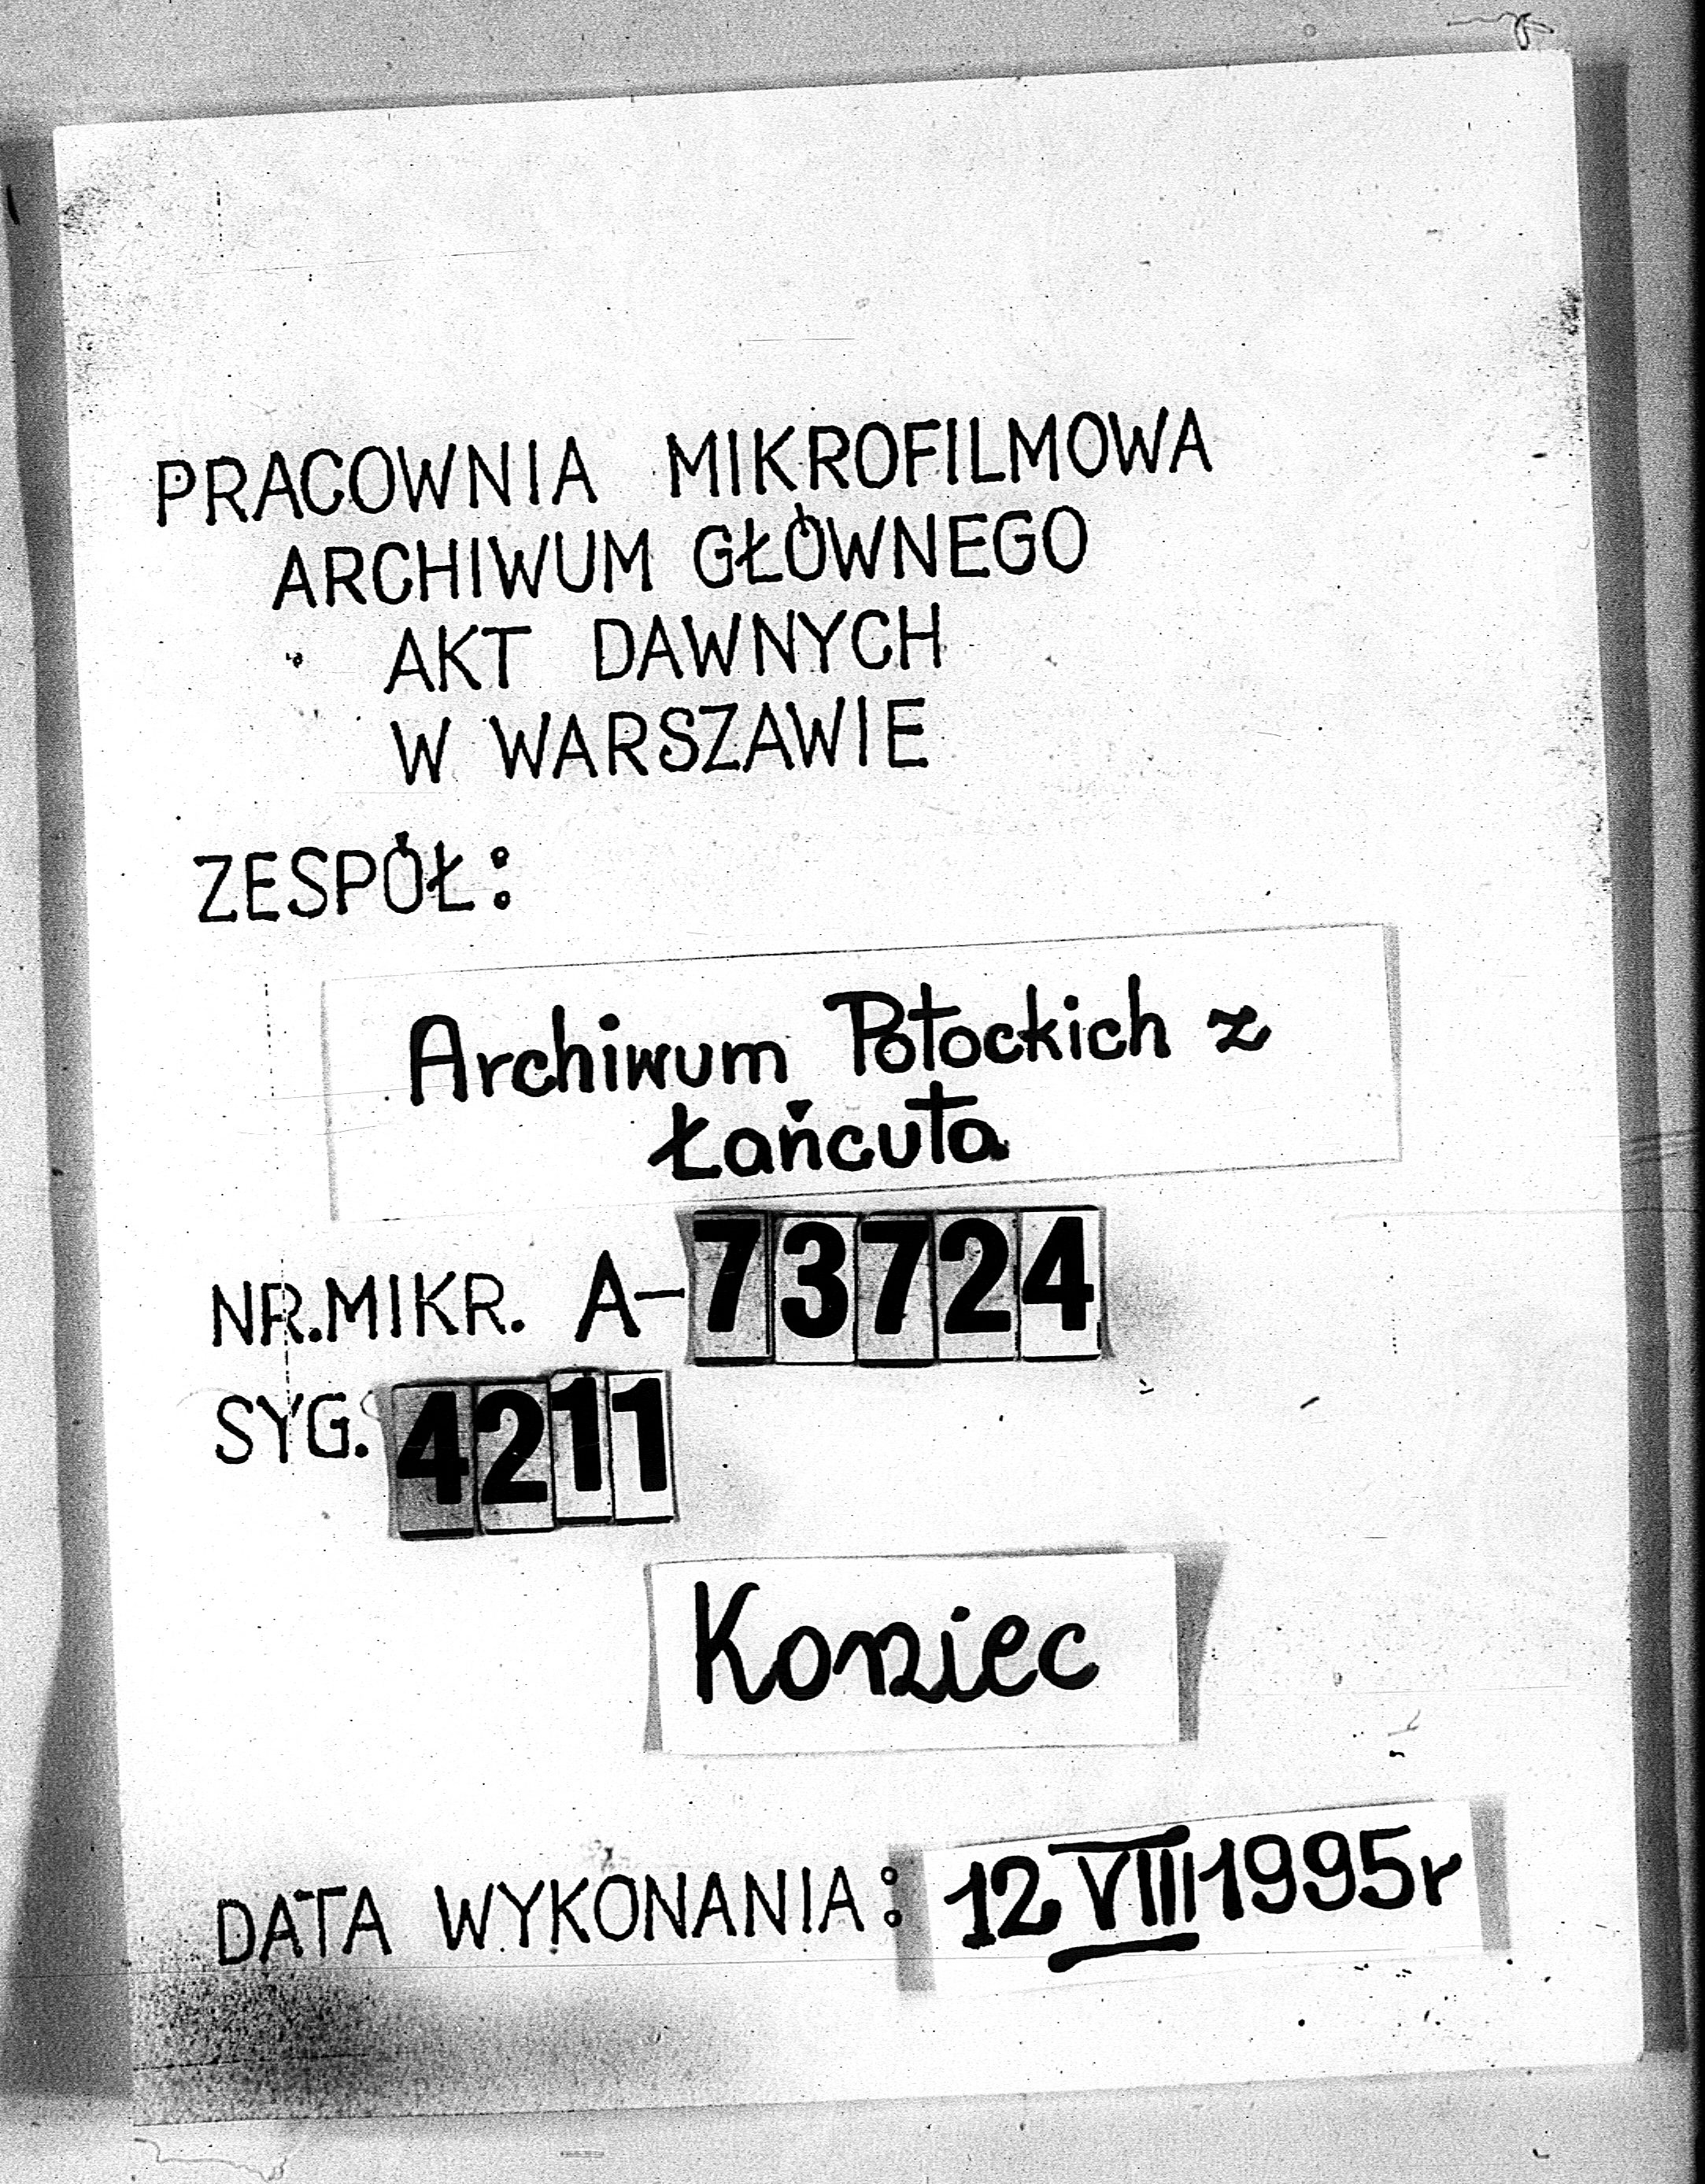 PRACOWNIA MIKROFILMOWA
ARCHIWUM GŁÓWNEGO
AKT DAWNYCH
W WARSZAWIE
ZESPÓŁ:
Archiwum Potockich z
Łańcuta
NR.MIKR. A-73724
SYG. 4211
Koniec
DATA WYKONANIA: 12 VIII 1995r